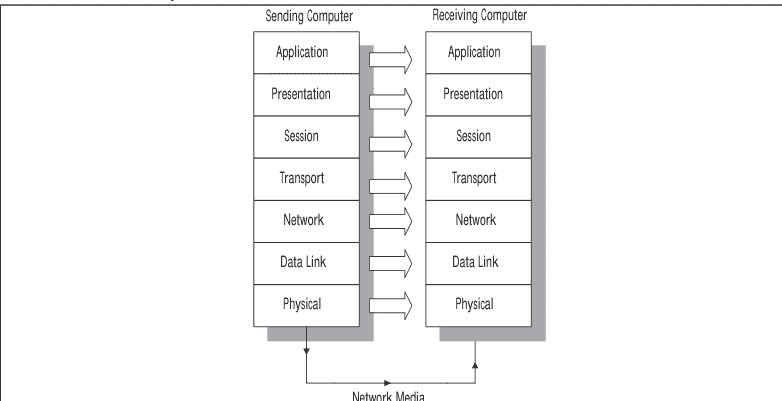 Sending Computer Receiving Computer
Application Application
Presentation Presentation
Session Session
Transport Transport
Network Network
Data Link Data Link
Physical Physical
Network Media